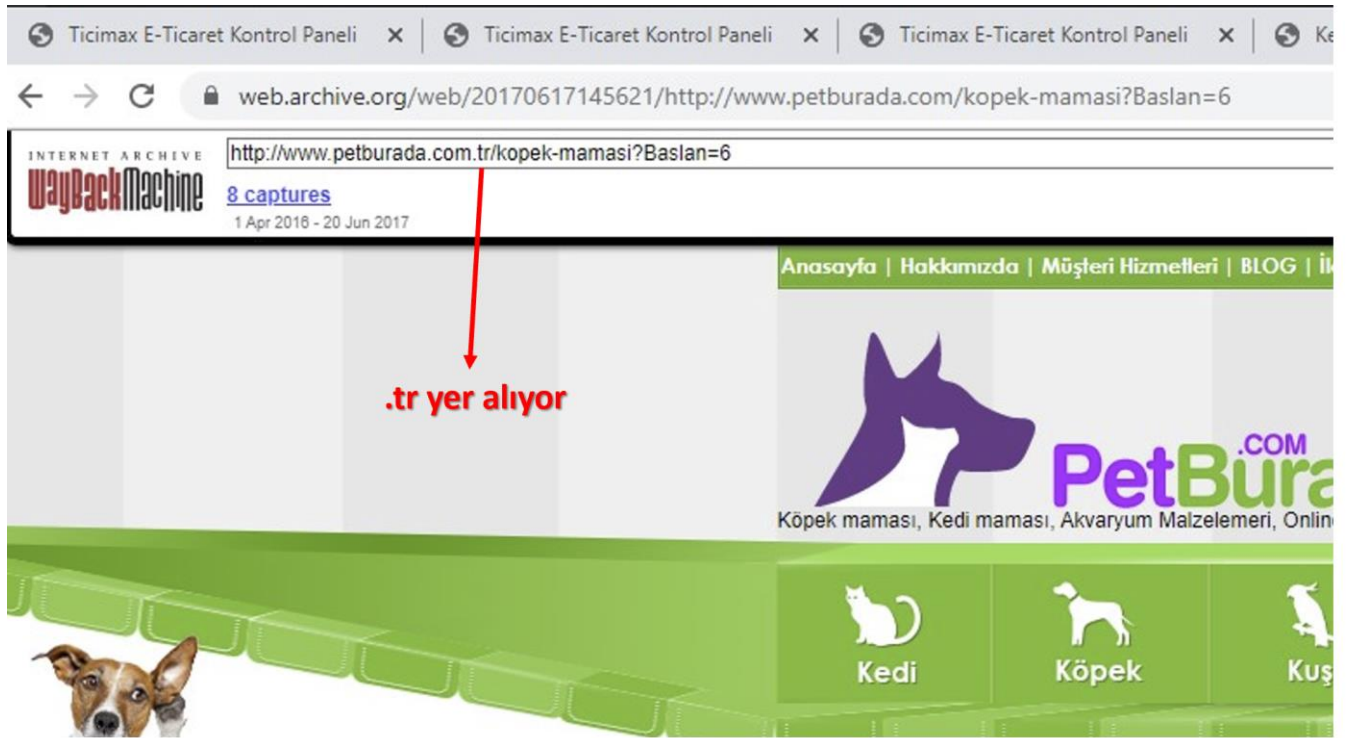 Ticimax E-Ticaret Kontrol Paneli
Ticimax E-Ticaret Kontrol Paneli
Ticimax E-Ticaret Kontrol Paneli
web.archive.org/web/20170617145621/http://www.petburada.com/kopek-mamasi?Baslan=6
INTERNET ARCHIVE
WayBackMachine
http://www.petburada.com.tr/kopek-mamasi?Baslan=6
8 captures
1 Apr 2016 - 20 Jun 2017
Anasayfa | Hakkımızda | Müşteri Hizmetleri | BLOG |
.tr yer alıyor
.COM
PetBura
Köpek maması, Kedi maması, Akvaryum Malzelemeri, Onlin
Kedi
Köpek
Kuş